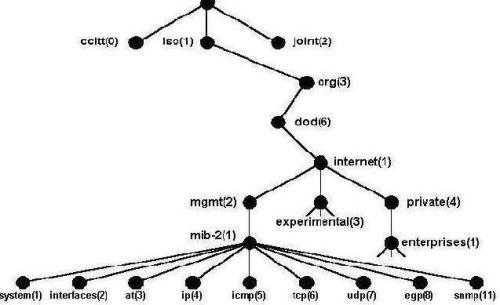 ccitt(0) iso(1) joint(2)
org(3)
dod(6)
internet(1)
mgmt(2) private(4)
experimental(3)
mib-2(1) enterprises(1)
system(1) interfaces(2) at(3) ip(4) icmp(5) tcp(6) udp(7) egp(8) snmp(11)